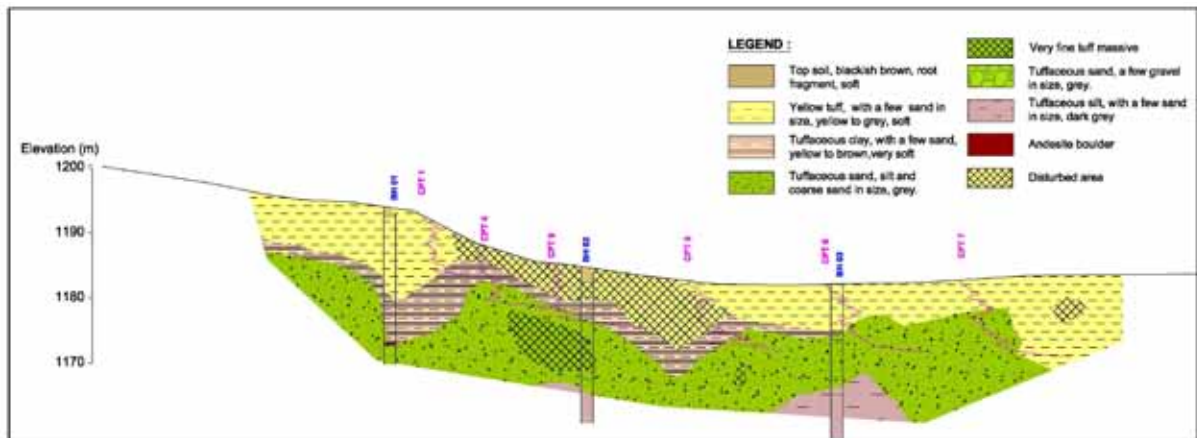 LEGEND :
Top soil, blackish brown, root
fragment, soft
Yellow tuff, with a few sand in
size, yellow to grey, soft
Tuffaceous clay, with a few sand,
yellow to brown,very soft
Tuffaceous sand, silt and
coarse sand in size, grey.
Very fine tuff massive
Tuffaceous sand, a few gravel
in size, grey.
Tuffaceous silt, with a few sand
in size, dark grey
Andesite boulder
Disturbed area
Elevation (m)
1200
1190
1180
1170
BH 01
CPT 1
CPT 4
BH 02
CPT 6
BH 03
CPT 7